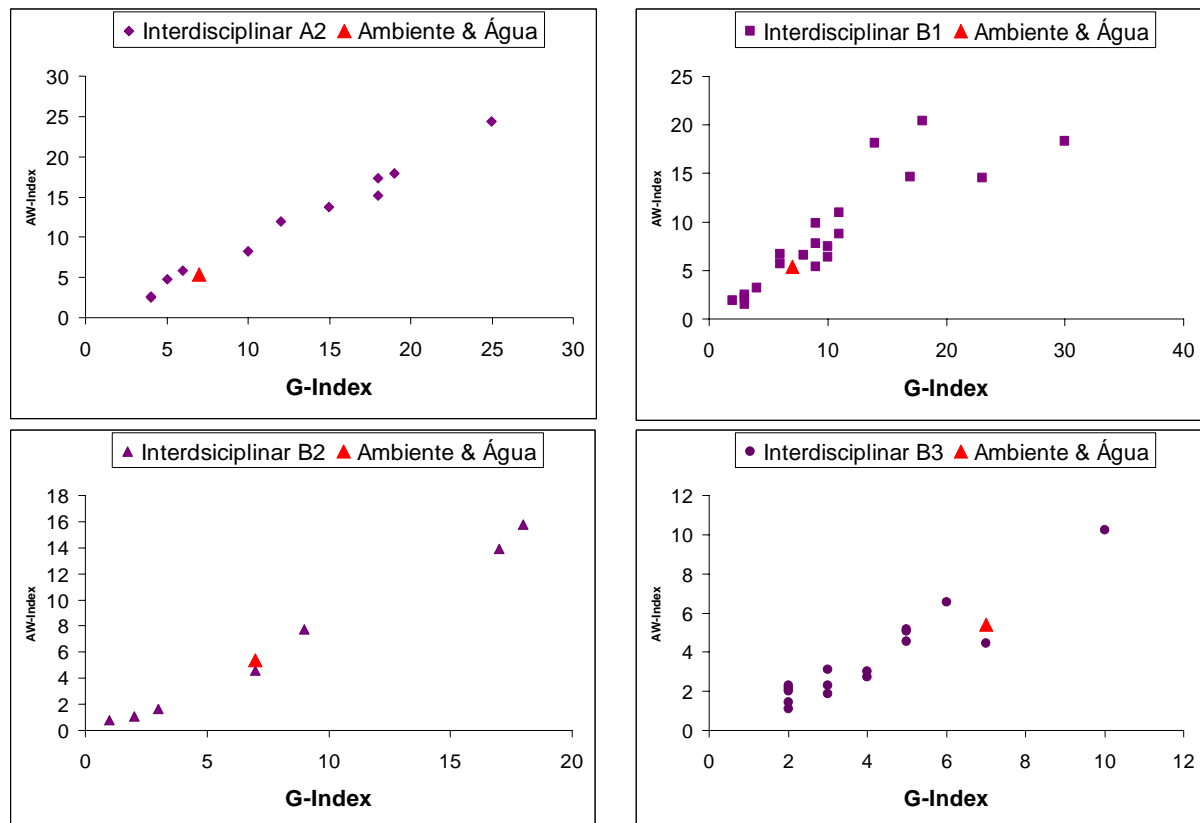 Interdisciplinar A2 Ambiente & Água
30
25
20
15
10
5
0
AW-Index
0 5 10 15 20 25 30
G-Index
Interdisciplinar B1 Ambiente & Água
25
20
15
10
5
0
AW-Index
0 10 20 30 40
G-Index
Interdsiciplinar B2 Ambiente & Água
18
16
14
12
10
8
6
4
2
0
AW-Index
0 5 10 15 20
G-Index
Interdisciplinar B3 Ambiente & Água
12
10
8
6
4
2
0
AW-Index
0 2 4 6 8 10 12
G-Index